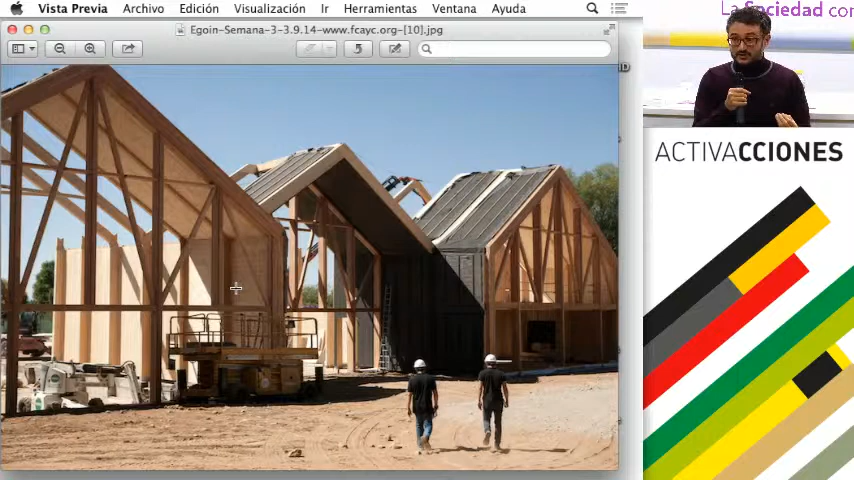 Vista Previa Archivo Edición Visualización Ir Herramientas Ventana Ayuda
Egoin-Semana-3-3.9.14-www.fcayc.org-[10].jpg
La Sociedad con
ACTIVACCIONES